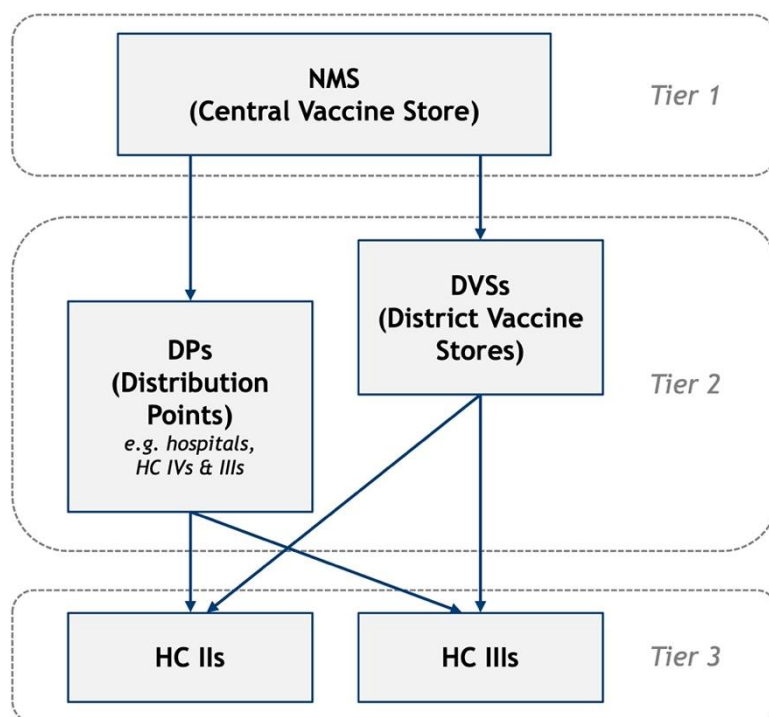 NMS
(Central Vaccine Store)
Tier 1
DVSs
(District Vaccine
Stores)
DPs
(Distribution
Points)
e.g. hospitals,
HC IVs & IIIs
Tier 2
HC IIs
HC IIIs
Tier 3